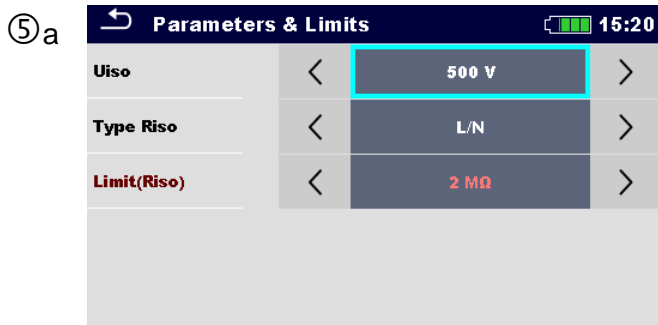 ⑤a
Parameters & Limits 15:20
Uiso < 500 V >
Type Riso < L/N >
Limit(Riso) < 2 MΩ >